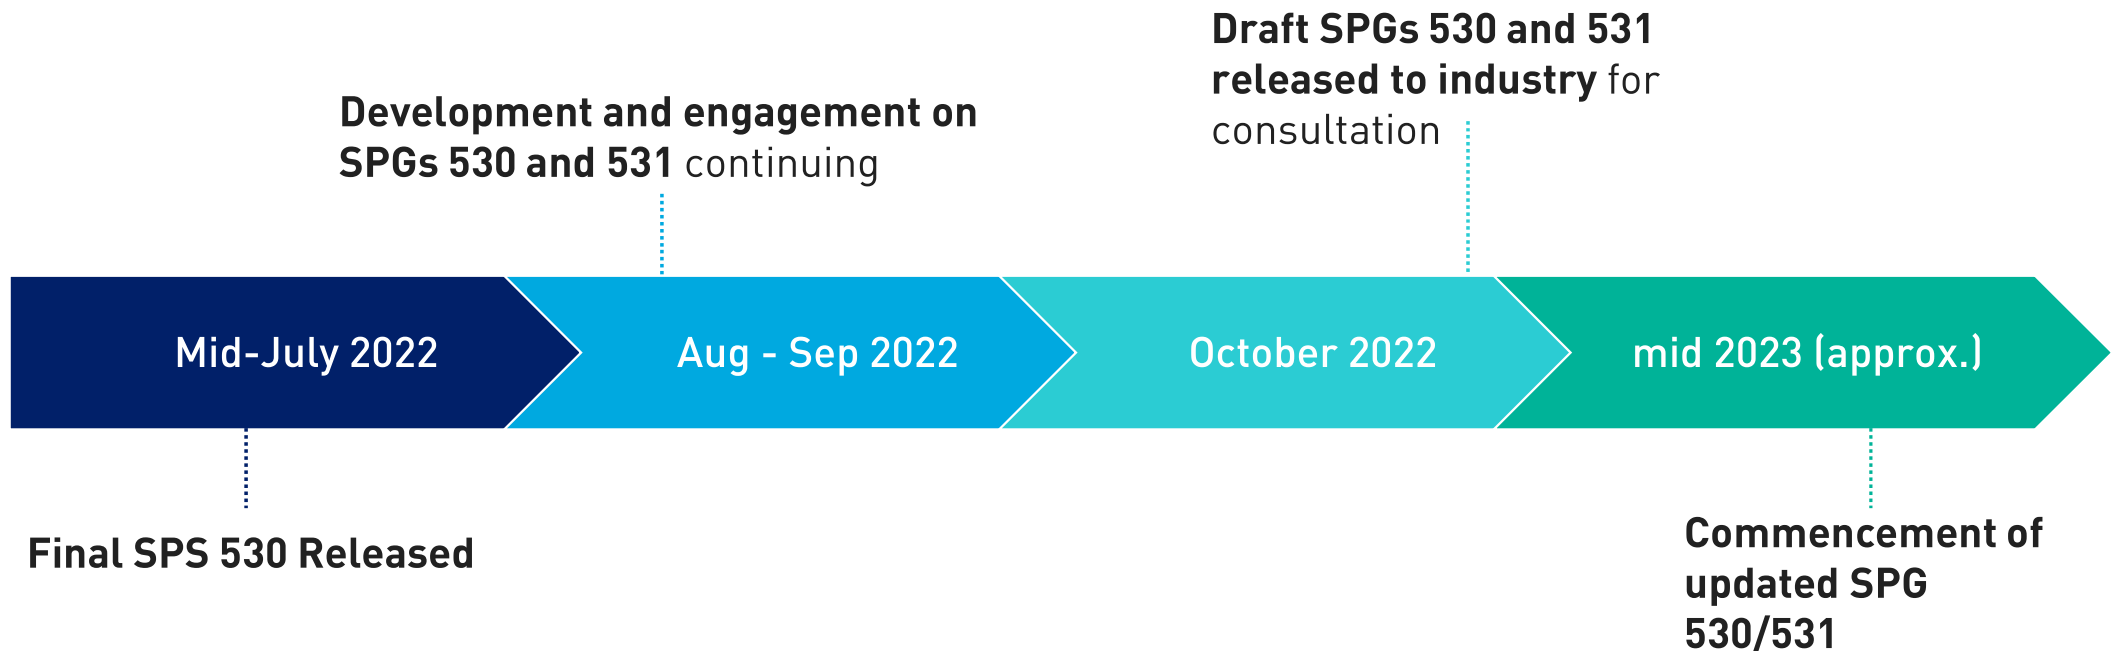 Draft SPGs 530 and 531
released to industry for
consultation
Development and engagement on
SPGs 530 and 531 continuing
Mid-July 2022
Aug - Sep 2022
October 2022
mid 2023 (approx.)
Final SPS 530 Released
Commencement of
updated SPG
530/531